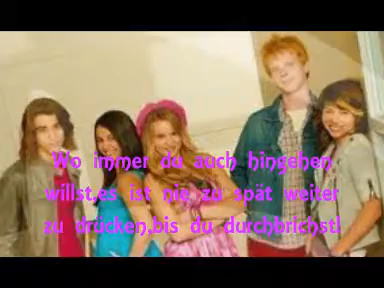 Wo immer du auch hingehen
willst,es ist nie zu spät weiter
zu drücken,bis du durchbrichst!